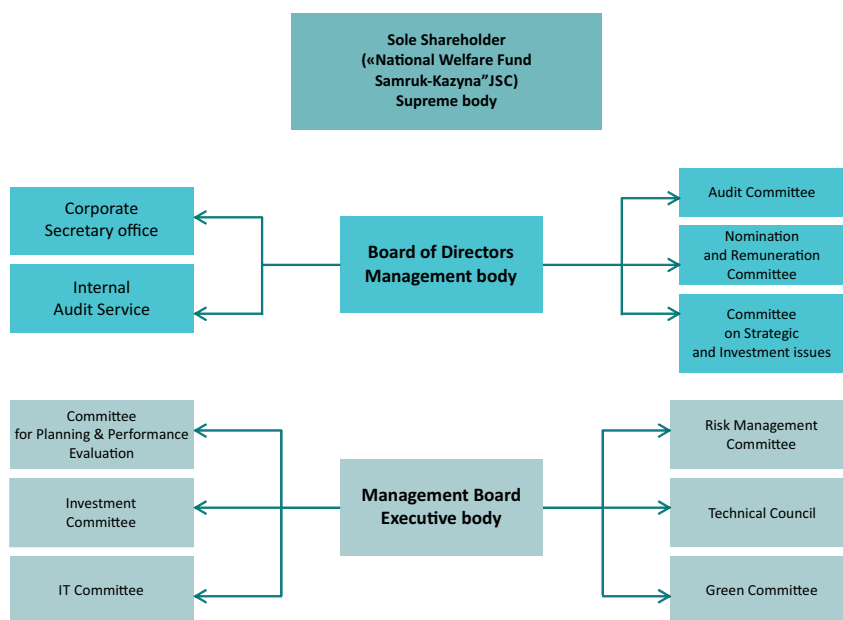 Sole Shareholder
(«National Welfare Fund
Samruk-Kazyna”JSC)
Supreme body
Corporate
Secretary office
Internal
Audit Service
Board of Directors
Management body
Audit Committee
Nomination
and Remuneration
Committee
Committee
on Strategic
and Investment issues
Committee
for Planning & Performance
Evaluation
Investment
Committee
IT Committee
Management Board
Executive body
Risk Management
Committee
Technical Council
Green Committee